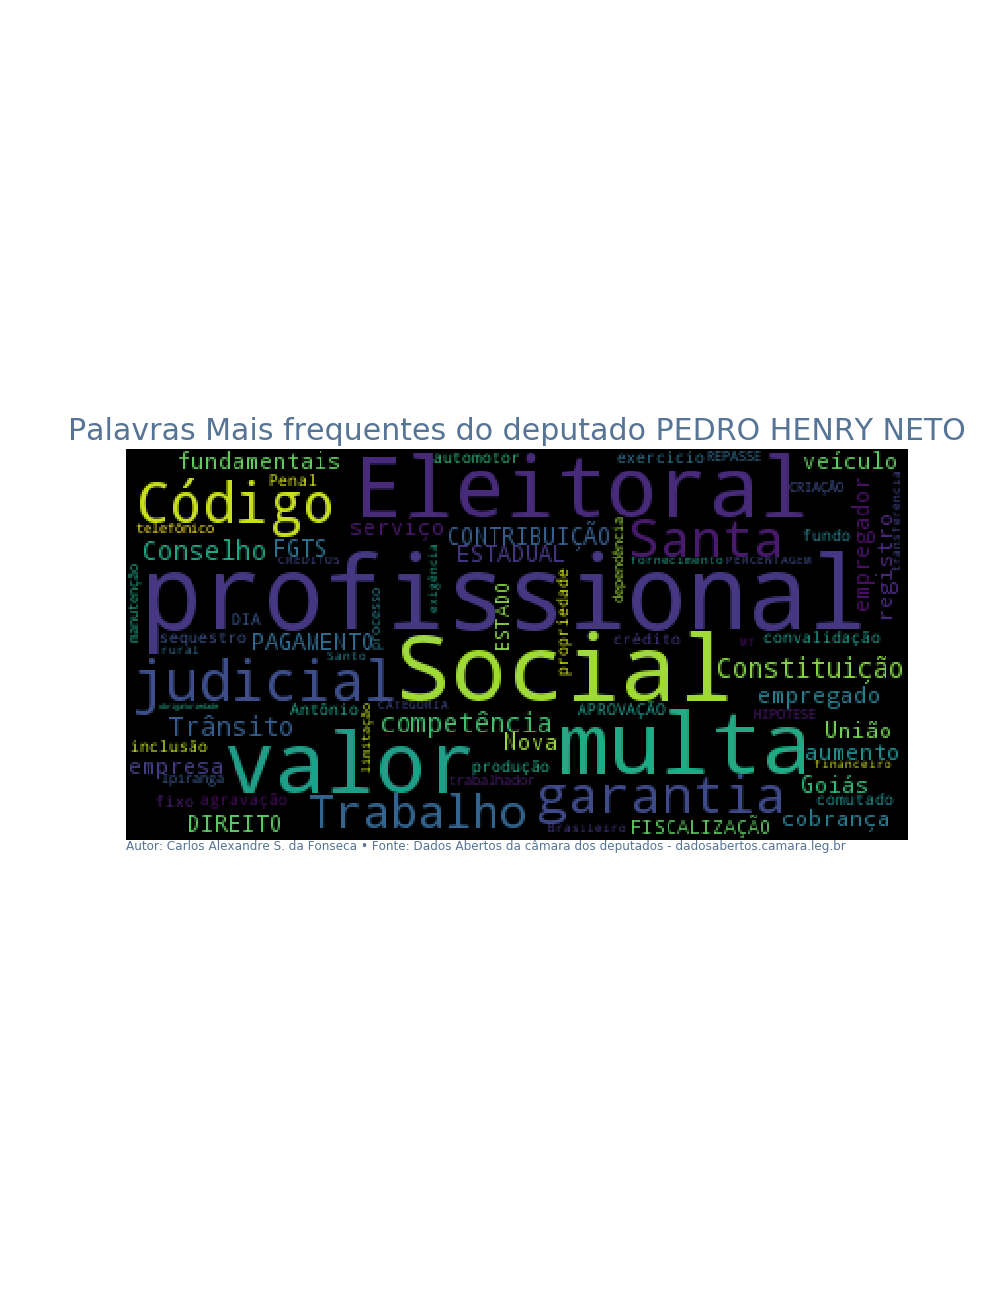 Palavras Mais frequentes do deputado PEDRO HENRY NETO
fundamentais
automotor
exercício
REPASSE
veículo
Código
Penal
Eleitoral
CRIAÇÃO
telefônico
serviço
CONTRIBUIÇÃO
Santa
empregador
registro
transferência
fundo
Conselho
FGTS
CRÉDITOS
ESTADUAL
fornecimento
PERCENTAGEM
dependência
manutenção
profissional
exigência
processo
propriedade
ESTADO
DIA
sequestro
rural
PAGAMENTO
Santo
crédito
MT
convalidação
judicial
Social
Constituição
empregado
Antônio
CATEGORIA
APROVAÇÃO
HIPÓTESE
Trânsito
limitação
competência
União
inclusão
valor
Nova
multa
aumento
empresa
Ipiranga
produção
trabalhador
financeiro
Goiás
fixo
agravação
Trabalho
garantia
comutado
DIREITO
Brasileiro
FISCALIZAÇÃO
cobrança
Autor: Carlos Alexandre S. da Fonseca • Fonte: Dados Abertos da câmara dos deputados - dadosabertos.camara.leg.br